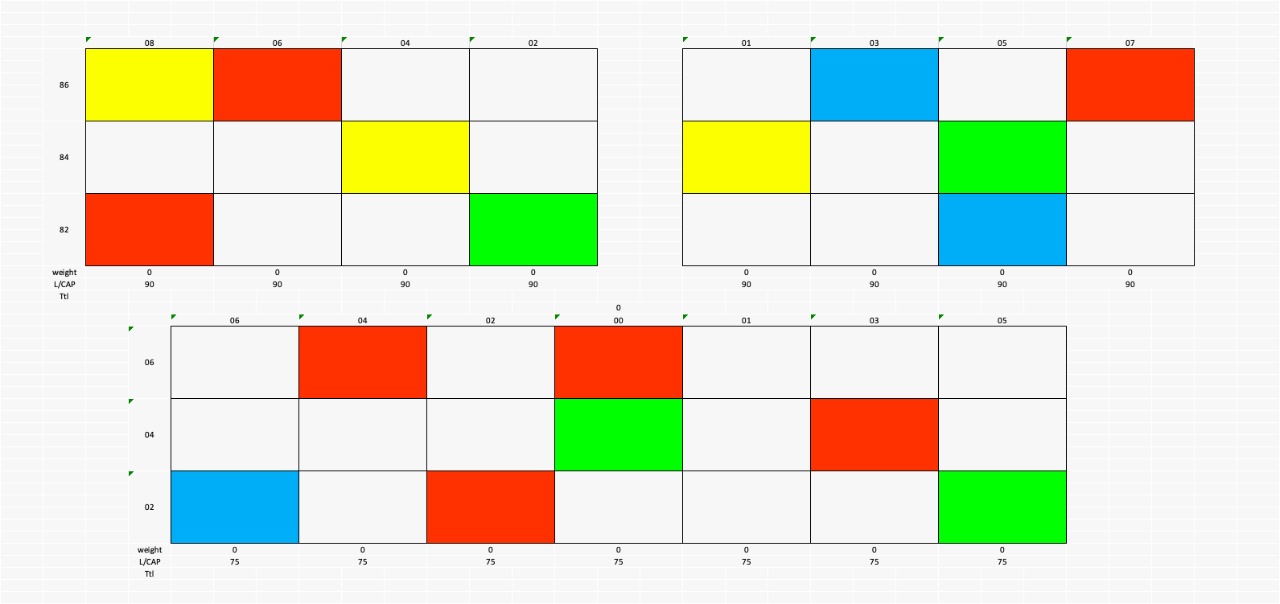 08 06 04 02 01 03 05 07
86
84
82
weight 0 0 0 0 0 0 0 0
L/CAP 90 90 90 90 90 90 90 90
Ttl
0
06 04 02 00 01 03 05
06
04
02
weight 0 0 0 0 0 0 0
L/CAP 75 75 75 75 75 75 75
Ttl